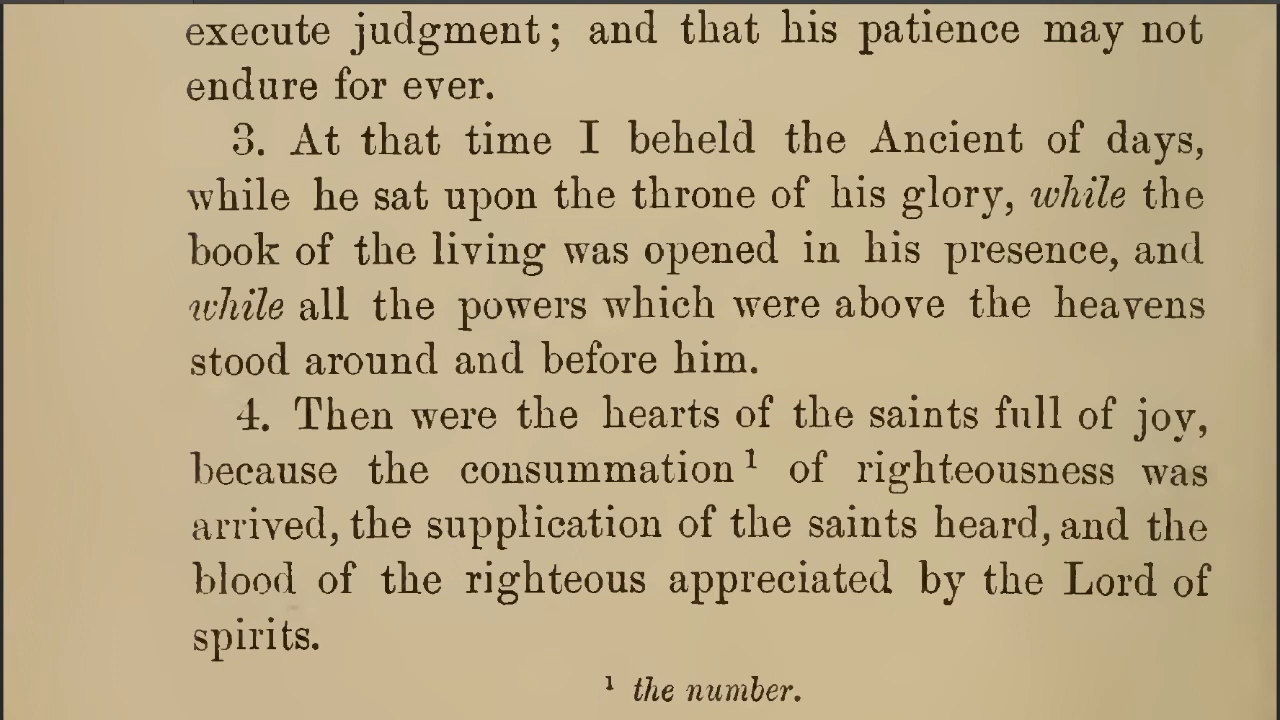 execute judgment; and that his patience may not
endure for ever.
3. At that time I beheld the Ancient of days,
while he sat upon the throne of his glory, while the
book of the living was opened in his presence, and
while all the powers which were above the heavens
stood around and before him.
4. Then were the hearts of the saints full of joy,
because the consummation¹ of righteousness was
arrived, the supplication of the saints heard, and the
blood of the righteous appreciated by the Lord of
spirits.
¹ the number.